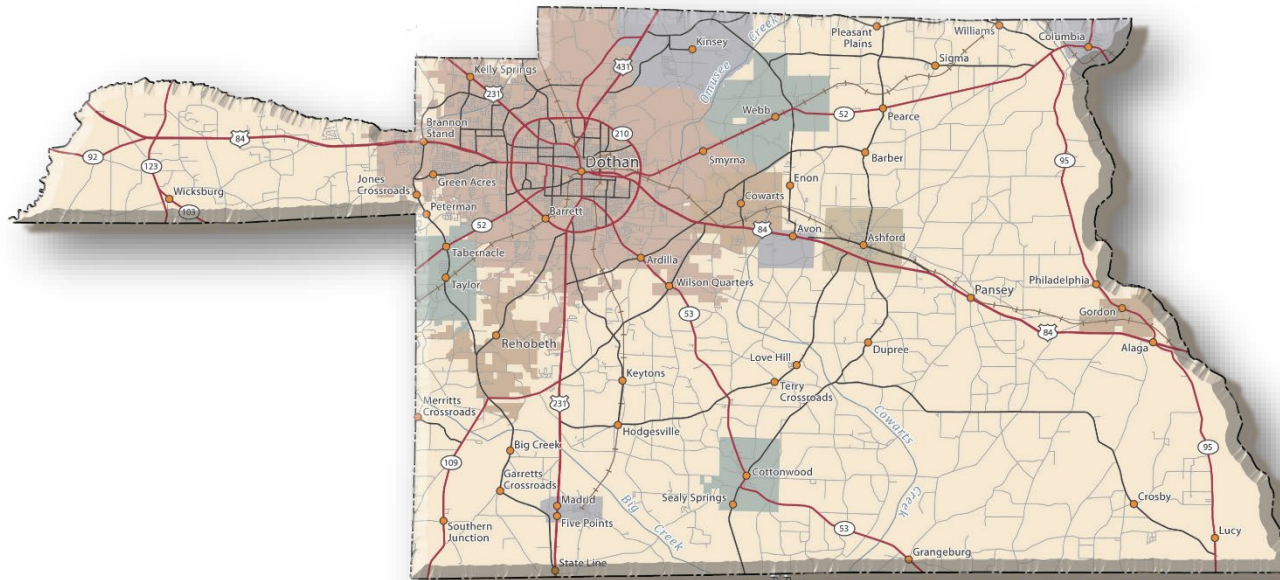 Williams
Columbia
Pleasant
Plains
Kinsey
Omusee
Creek
Sigma
Kelly Springs
431
231
Webb
52
Pearce
Brannon
Stand
84
210
92
123
Dothan
Smyrna
Barber
95
Jones
Crossroads
Green Acres
Enon
Wicksburg
103
Peterman
Cowarts
Barrett
52
84
Avon
Ashford
Tabernacle
Ardilla
Taylor
Wilson Quarters
Philadelphia
Pansey
53
Gordon
Rehobeth
84
Alaga
Dupree
Love Hill
Keytons
Terry
Crossroads
Merritts
Crossroads
231
Cowarts
Creek
Hodgesville
Big Creek
109
95
Cottonwood
Garretts
Crossroads
Madrid
Big
Creek
Sealy Springs
Crosby
Southern
Junction
Five Points
53
Lucy
Grangeburg
State Line